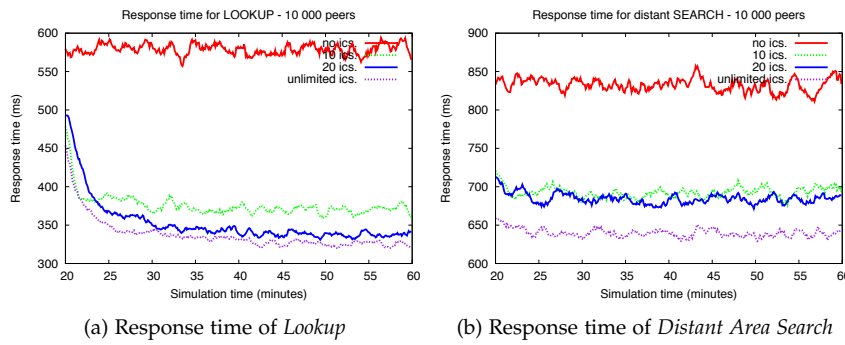 Response time for LOOKUP - 10 000 peers
Response time (ms)
600
550
500
450
400
350
300
no ics.
10 ics.
20 ics.
unlimited ics.
20 25 30 35 40 45 50 55 60
Simulation time (minutes)
(a) Response time of Lookup
Response time for distant SEARCH - 10 000 peers
Response time (ms)
900
850
800
750
700
650
600
no ics.
10 ics.
20 ics.
unlimited ics.
20 25 30 35 40 45 50 55 60
Simulation time (minutes)
(b) Response time of Distant Area Search